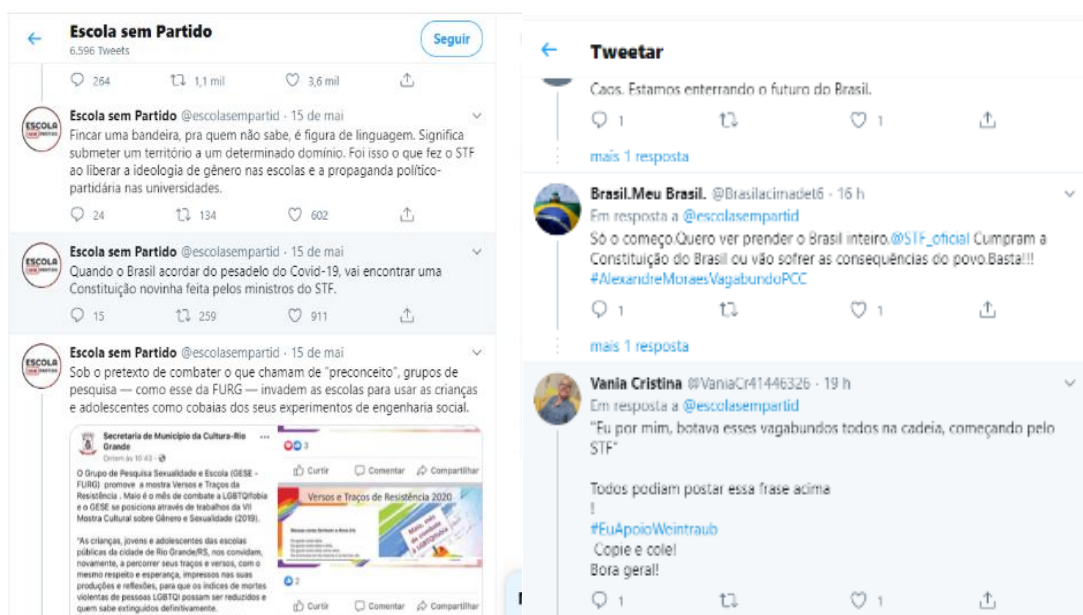 Escola sem Partido
6.596 Tweets
Seguir
264 1,1 mil 3,6 mil
Escola sem Partido @escolasempartid · 15 de mai
Fincar uma bandeira, pra quem não sabe, é figura de linguagem. Significa
submeter um território a um determinado domínio. Foi isso o que fez o STF
ao liberar a ideologia de gênero nas escolas e a propaganda político-
partidária nas universidades.
24 134 602
Escola sem Partido @escolasempartid · 15 de mai
Quando o Brasil acordar do pesadelo do Covid-19, vai encontrar uma
Constituição novinha feita pelos ministros do STF.
15 259 911
Escola sem Partido @escolasempartid · 15 de mai
Sob o pretexto de combater o que chamam de "preconceito", grupos de
pesquisa — como esse da FURG — invadem as escolas para usar as crianças
e adolescentes como cobaias dos seus experimentos de engenharia social.
Secretaria de Município da Cultura-Rio
Grande
Ontem às 10:43
O Grupo de Pesquisa Sexualidade e Escola (GESE -
FURG) promove a mostra Versos e Traços da
Resistência . Maio é o mês de combate a LGBTQIfobia
e o GESE se posiciona através de trabalhos da VII
Mostra Cultural sobre Gênero e Sexualidade (2019).
"As crianças, jovens e adolescentes das escolas
públicas da cidade de Rio Grande/RS, nos convidam,
novamente, a percorrer seus traços e versos, com o
mesmo respeito e esperança, impressos nas suas
produções e reflexões, para que os índices de mortes
violentas de pessoas LGBTQI possam ser reduzidos e
quem sabe extinguidos definitivamente.
3
Curtir Comentar Compartilhar
Versos e Traços de Resistência 2020
Maio, mês
de combate
à LGBTQIfobia
2
Curtir Comentar Compartilhar
Tweetar
Caos. Estamos enterrando o futuro do Brasil.
1 1
mais 1 resposta
Brasil.Meu Brasil. @Brasilacimadet6 · 16 h
Em resposta a @escolasempartid
Só o começo.Quero ver prender o Brasil inteiro.@STF_oficial Cumpram a
Constituição do Brasil ou vão sofrer as consequências do povo.Basta!!!
#AlexandreMoraesVagabundoPCC
1 1
mais 1 resposta
Vania Cristina @VaniaCr41446326 · 19 h
Em resposta a @escolasempartid
"Eu por mim, botava esses vagabundos todos na cadeia, começando pelo
STF"
Todos podiam postar essa frase acima
!
#EuApoioWeintraub
Copie e cole!
Bora geral!
1 1